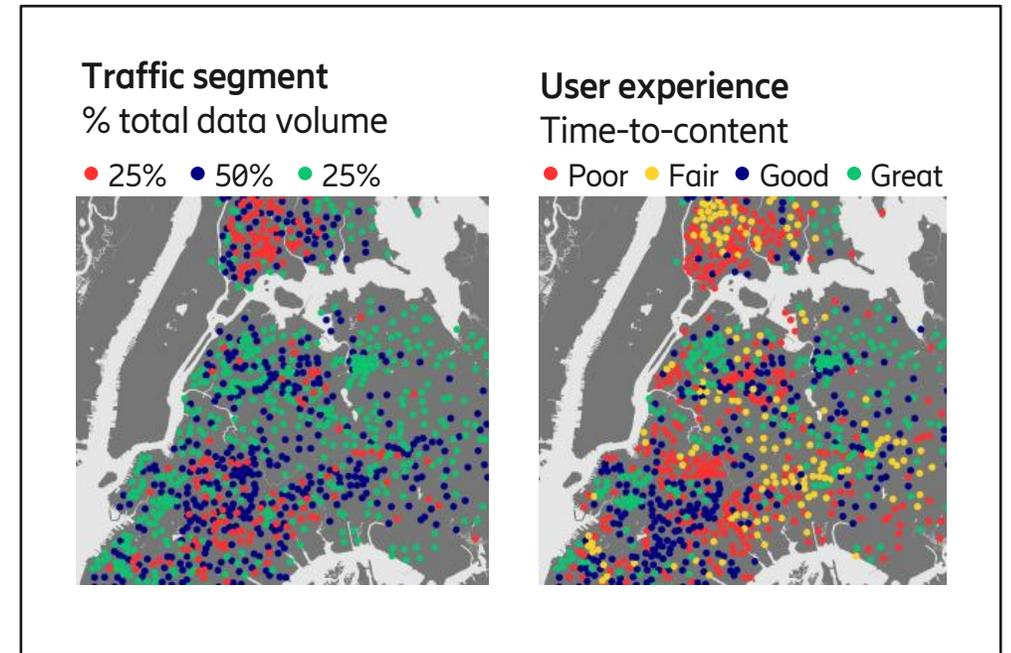 Traffic segment
% total data volume
25% 50% 25%
User experience
Time-to-content
Poor Fair Good Great